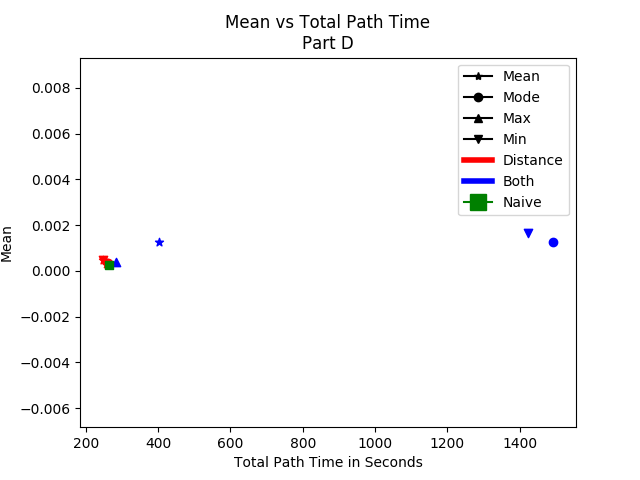 Mean vs Total Path Time
Part D
Mean
Mode
Max
Min
Distance
Both
Naive
0.008
0.006
0.004
0.002
0.000
−0.002
−0.004
−0.006
Mean
200
400
600
800
1000
1200
1400
Total Path Time in Seconds